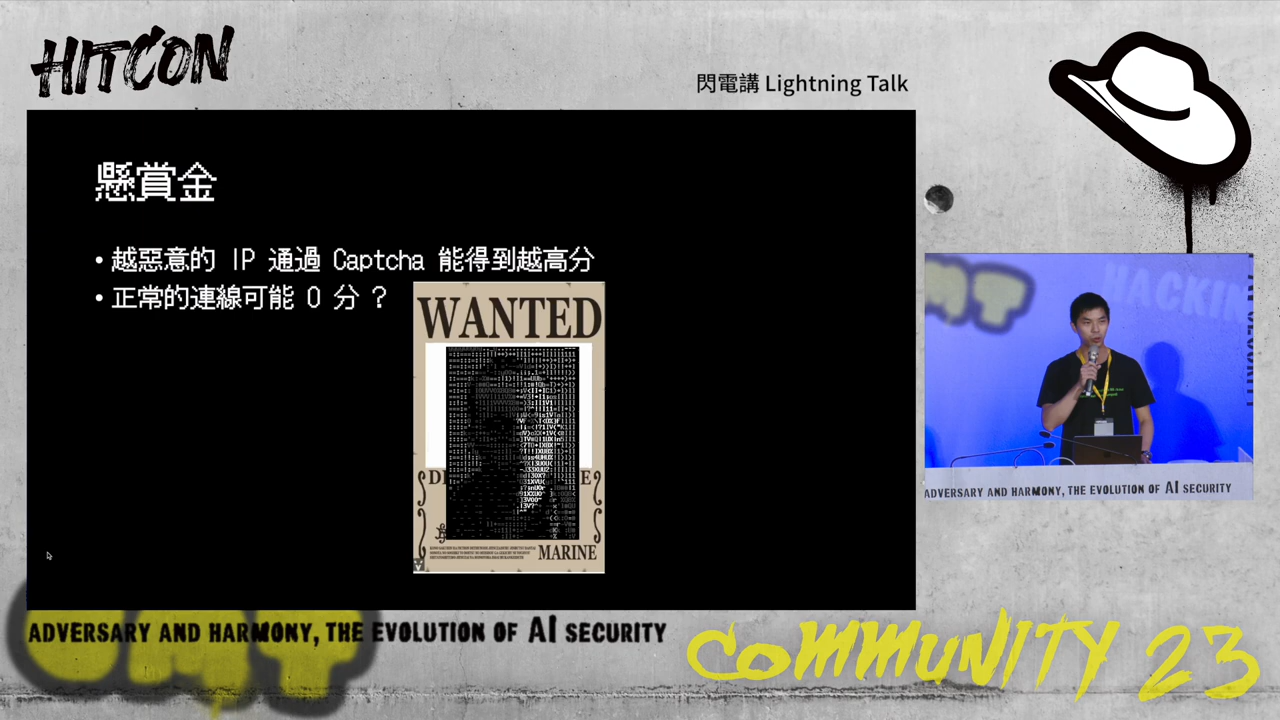 HITCON
閃電講 Lightning Talk
懸賞金
• 越惡意的 IP 通過 Captcha 能得到越高分
• 正常的連線可能 0 分 ?
WANTED
MARINE
HACKIN
ADVERSARY AND HARMONY, THE EVOLUTION OF AI SECURITY
ADVERSARY AND HARMONY, THE EVOLUTION OF AI SECURITY
COMMUNITY 23